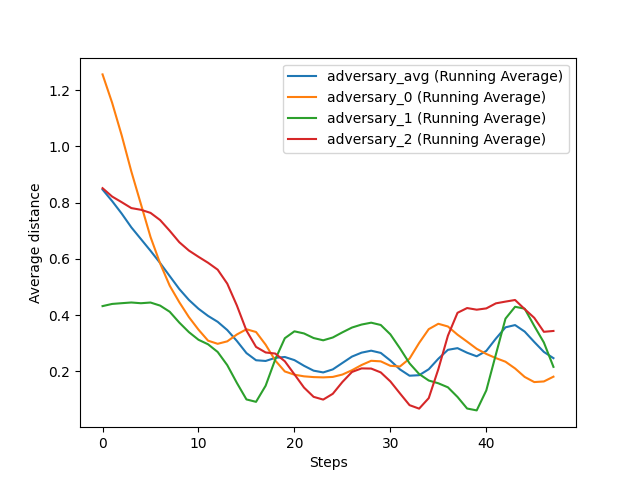 adversary_avg (Running Average)
adversary_0 (Running Average)
adversary_1 (Running Average)
adversary_2 (Running Average)
1.2
1.0
0.8
0.6
0.4
0.2
Average distance
0
10
20
30
40
Steps